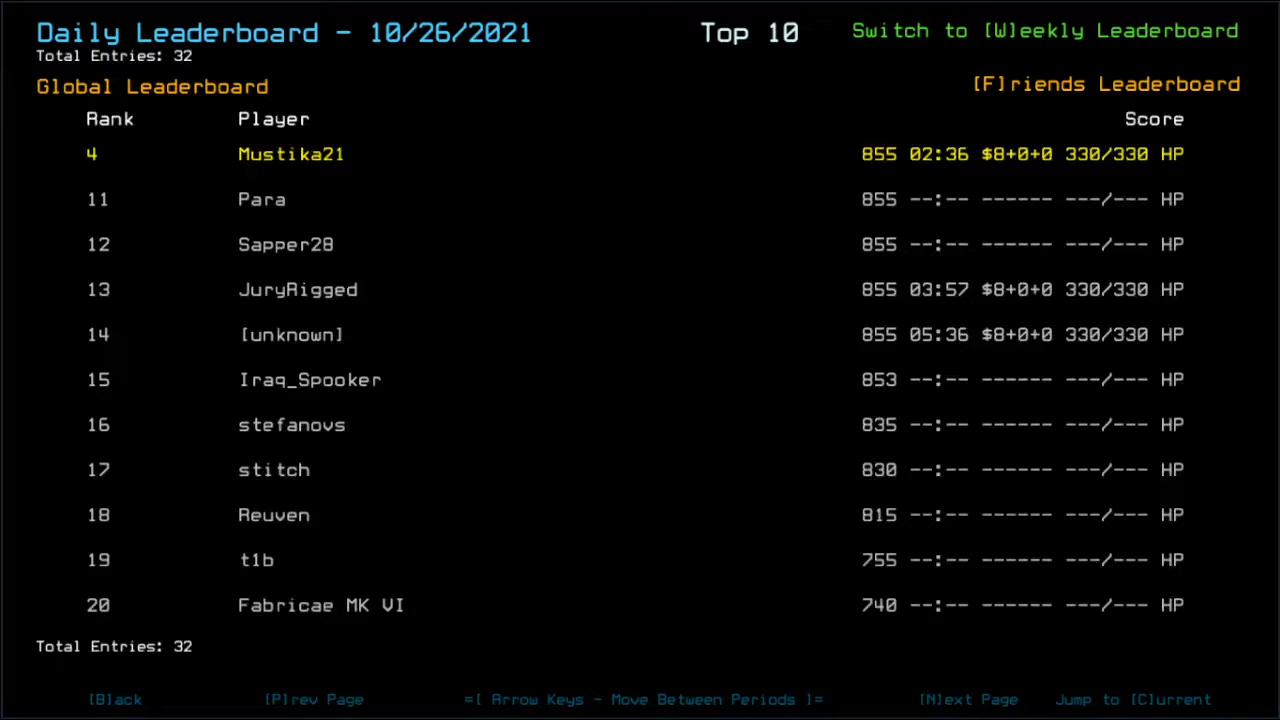 Daily Leaderboard - 10/26/2021 Top 10 Switch to [W]eekly Leaderboard
Total Entries: 32
Global Leaderboard [F]riends Leaderboard
Rank Player Score
4 Mustika21 855 02:36 $8+0+0 330/330 HP
11 Para 855 --:-- ------ ---/--- HP
12 Sapper28 855 --:-- ------ ---/--- HP
13 JuryRigged 855 03:57 $8+0+0 330/330 HP
14 [unknown] 855 05:36 $8+0+0 330/330 HP
15 Iraq_Spooker 853 --:-- ------ ---/--- HP
16 stefanovs 835 --:-- ------ ---/--- HP
17 stitch 830 --:-- ------ ---/--- HP
18 Reuven 815 --:-- ------ ---/--- HP
19 t1b 755 --:-- ------ ---/--- HP
20 Fabricae MK VI 740 --:-- ------ ---/--- HP
Total Entries: 32
[B]ack [P]rev Page =[ Arrow Keys - Move Between Periods ]= [N]ext Page Jump to [C]urrent